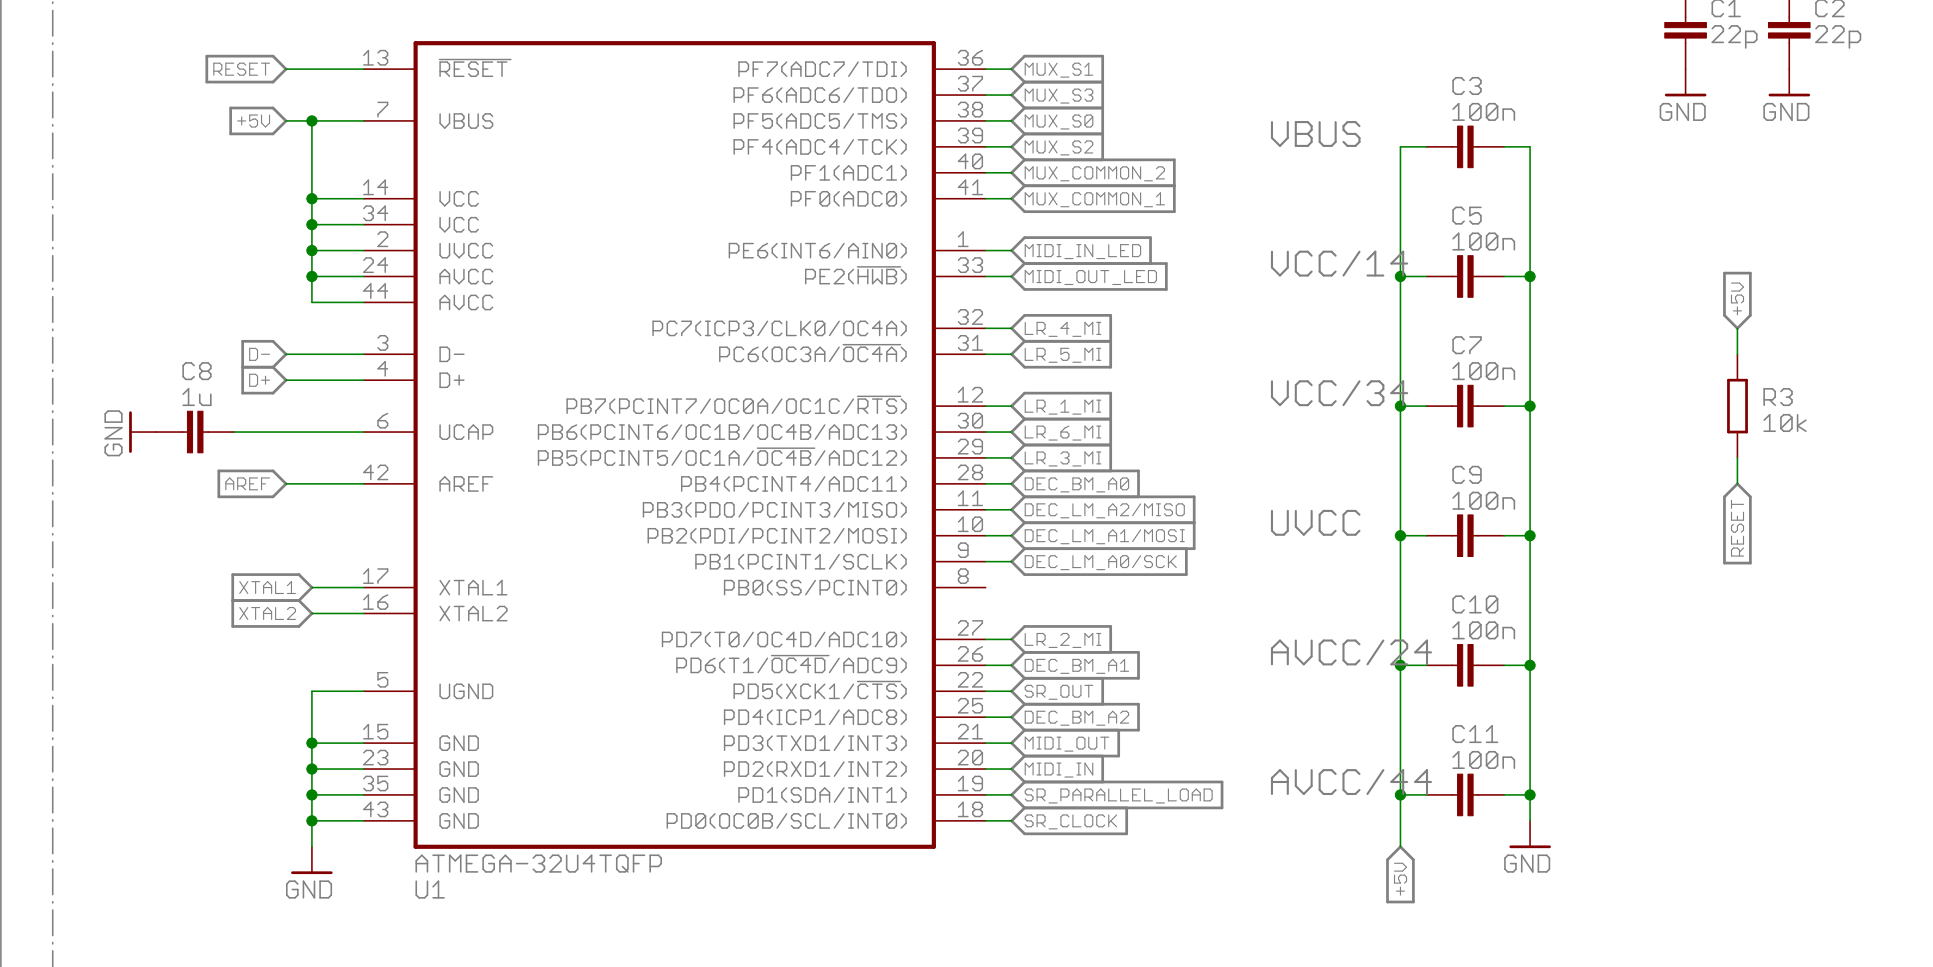 C1
22p
GND
C2
22p
GND
RESET 13 RESET
+5V 7 VBUS
14 VCC
34 VCC
2 UVCC
24 AVCC
44 AVCC
D- 3 D-
D+ 4 D+
C8
1u
GND
6 UCAP
AREF 42 AREF
XTAL1 17 XTAL1
XTAL2 16 XTAL2
5 UGND
15 GND
23 GND
35 GND
43 GND
GND
PF7(ADC7/TDI) 36 MUX_S1
PF6(ADC6/TDO) 37 MUX_S3
PF5(ADC5/TMS) 38 MUX_S0
PF4(ADC4/TCK) 39 MUX_S2
PF1(ADC1) 40 MUX_COMMON_2
PF0(ADC0) 41 MUX_COMMON_1
PE6(INT6/AIN0) 1 MIDI_IN_LED
PE2(HWB) 33 MIDI_OUT_LED
PC7(ICP3/CLK0/OC4A) 32 LR_4_MI
PC6(OC3A/OC4A) 31 LR_5_MI
PB7(PCINT7/OC0A/OC1C/RTS) 12 LR_1_MI
PB6(PCINT6/OC1B/OC4B/ADC13) 30 LR_6_MI
PB5(PCINT5/OC1A/OC4B/ADC12) 29 LR_3_MI
PB4(PCINT4/ADC11) 28 DEC_BM_A0
PB3(PDO/PCINT3/MISO) 11 DEC_LM_A2/MISO
PB2(PDI/PCINT2/MOSI) 10 DEC_LM_A1/MOSI
PB1(PCINT1/SCLK) 9 DEC_LM_A0/SCK
PB0(SS/PCINT0) 8
PD7(T0/OC4D/ADC10) 27 LR_2_MI
PD6(T1/OC4D/ADC9) 26 DEC_BM_A1
PD5(XCK1/CTS) 22 SR_OUT
PD4(ICP1/ADC8) 25 DEC_BM_A2
PD3(TXD1/INT3) 21 MIDI_OUT
PD2(RXD1/INT2) 20 MIDI_IN
PD1(SDA/INT1) 19 SR_PARALLEL_LOAD
PD0(OC0B/SCL/INT0) 18 SR_CLOCK
ATMEGA-32U4TQFP
U1
C3
100n
VBUS
C5
100n
VCC/14
C7
100n
VCC/34
C9
100n
UVCC
C10
100n
AVCC/24
C11
100n
AVCC/44
+5V
GND
+5V
R3
10k
RESET